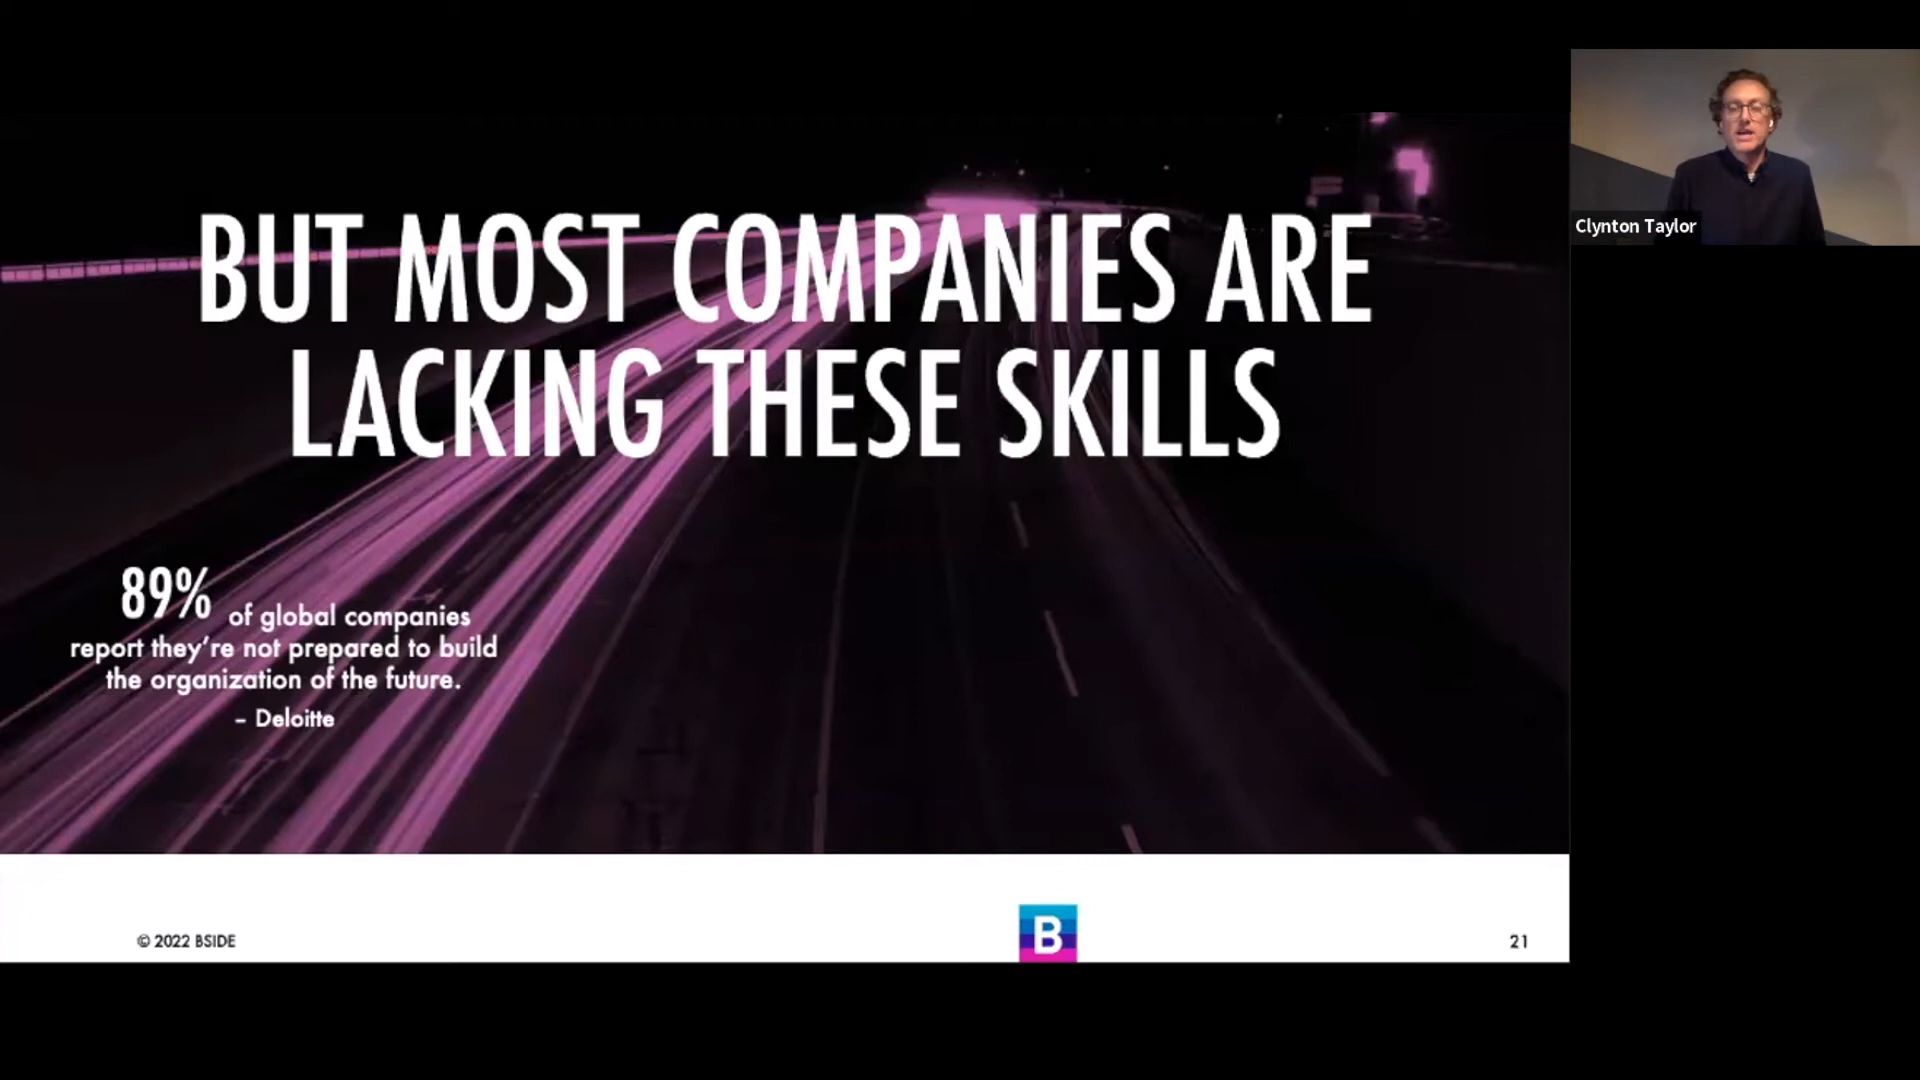 BUT MOST COMPANIES ARE
LACKING THESE SKILLS
89% of global companies
report they're not prepared to build
the organization of the future.
– Deloitte
© 2022 BSIDE
B
21
Clynton Taylor